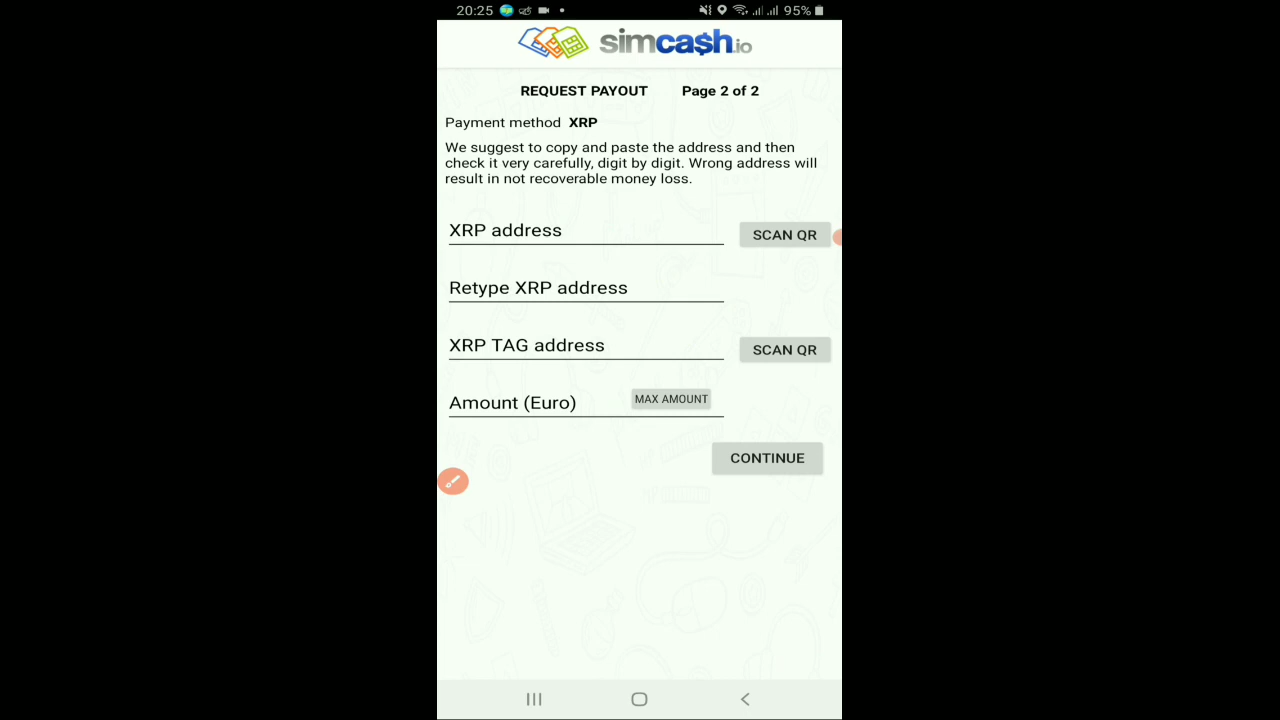 20:25 95%
simca$h.io
REQUEST PAYOUT Page 2 of 2
Payment method XRP
We suggest to copy and paste the address and then
check it very carefully, digit by digit. Wrong address will
result in not recoverable money loss.
XRP address SCAN QR
Retype XRP address
XRP TAG address SCAN QR
Amount (Euro) MAX AMOUNT
CONTINUE